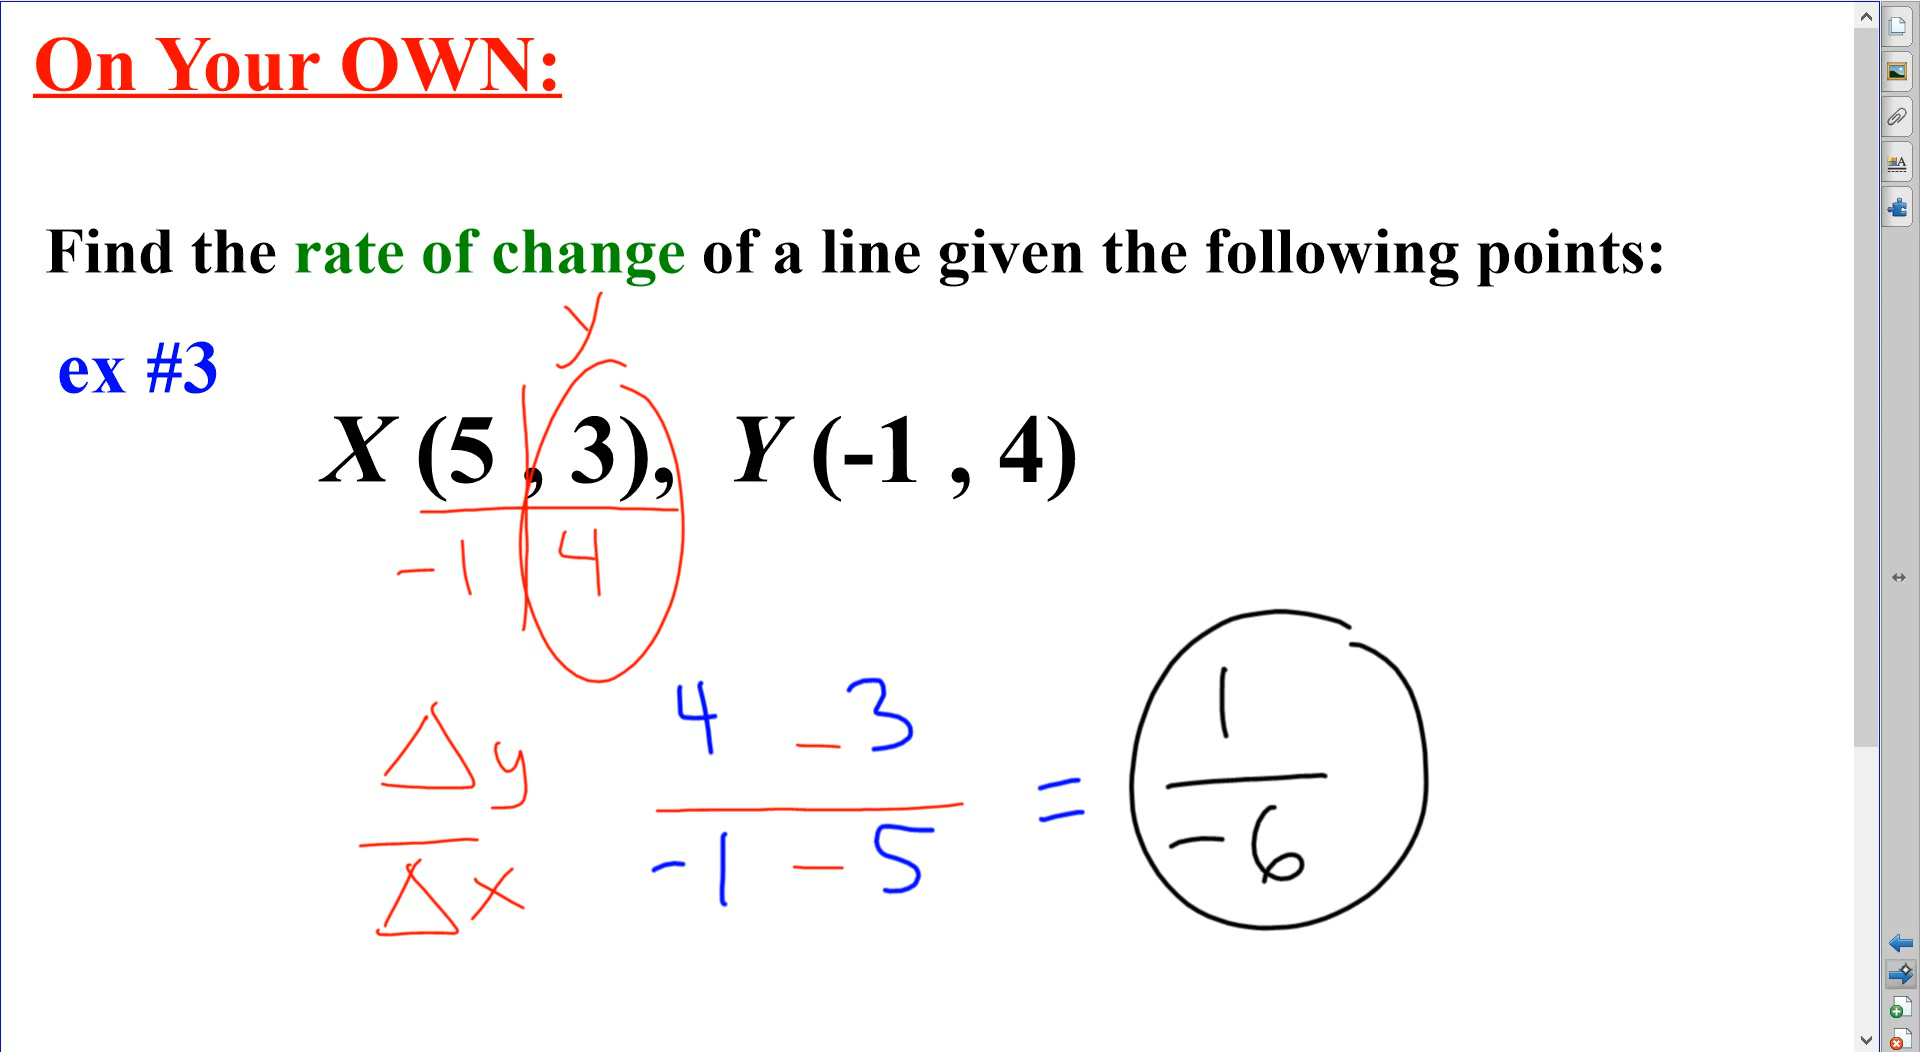 On Your OWN:
Find the rate of change of a line given the following points:
y
ex #3
X (5 , 3), Y (-1 , 4)
-1 4
Δy 4 - 3 1
Δx -1 - 5 = -6